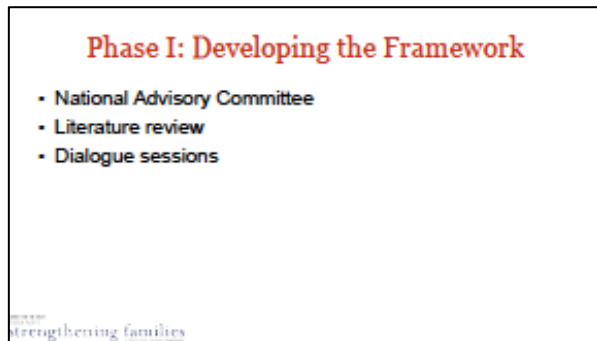 Phase I: Developing the Framework
▪ National Advisory Committee
▪ Literature review
▪ Dialogue sessions
strengthening families